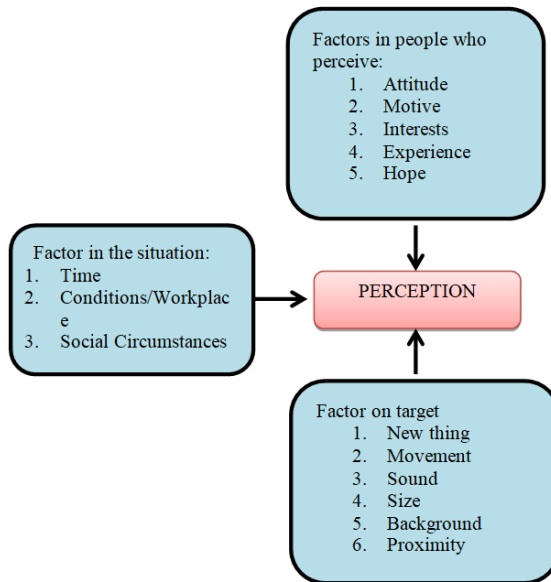 Factors in people who
perceive:
1. Attitude
2. Motive
3. Interests
4. Experience
5. Hope
Factor in the situation:
1. Time
2. Conditions/Workplac
e
3. Social Circumstances
PERCEPTION
Factor on target
1. New thing
2. Movement
3. Sound
4. Size
5. Background
6. Proximity